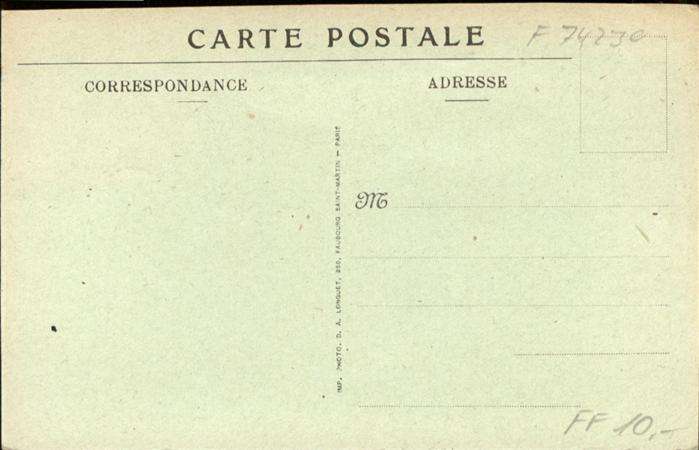 CARTE POSTALE
F 74230
CORRESPONDANCE
ADRESSE
IMP. PHOTO. D. A. LONGUET, 250, FAUBOURG SAINT-MARTIN — PARIS
M
FF 10,-